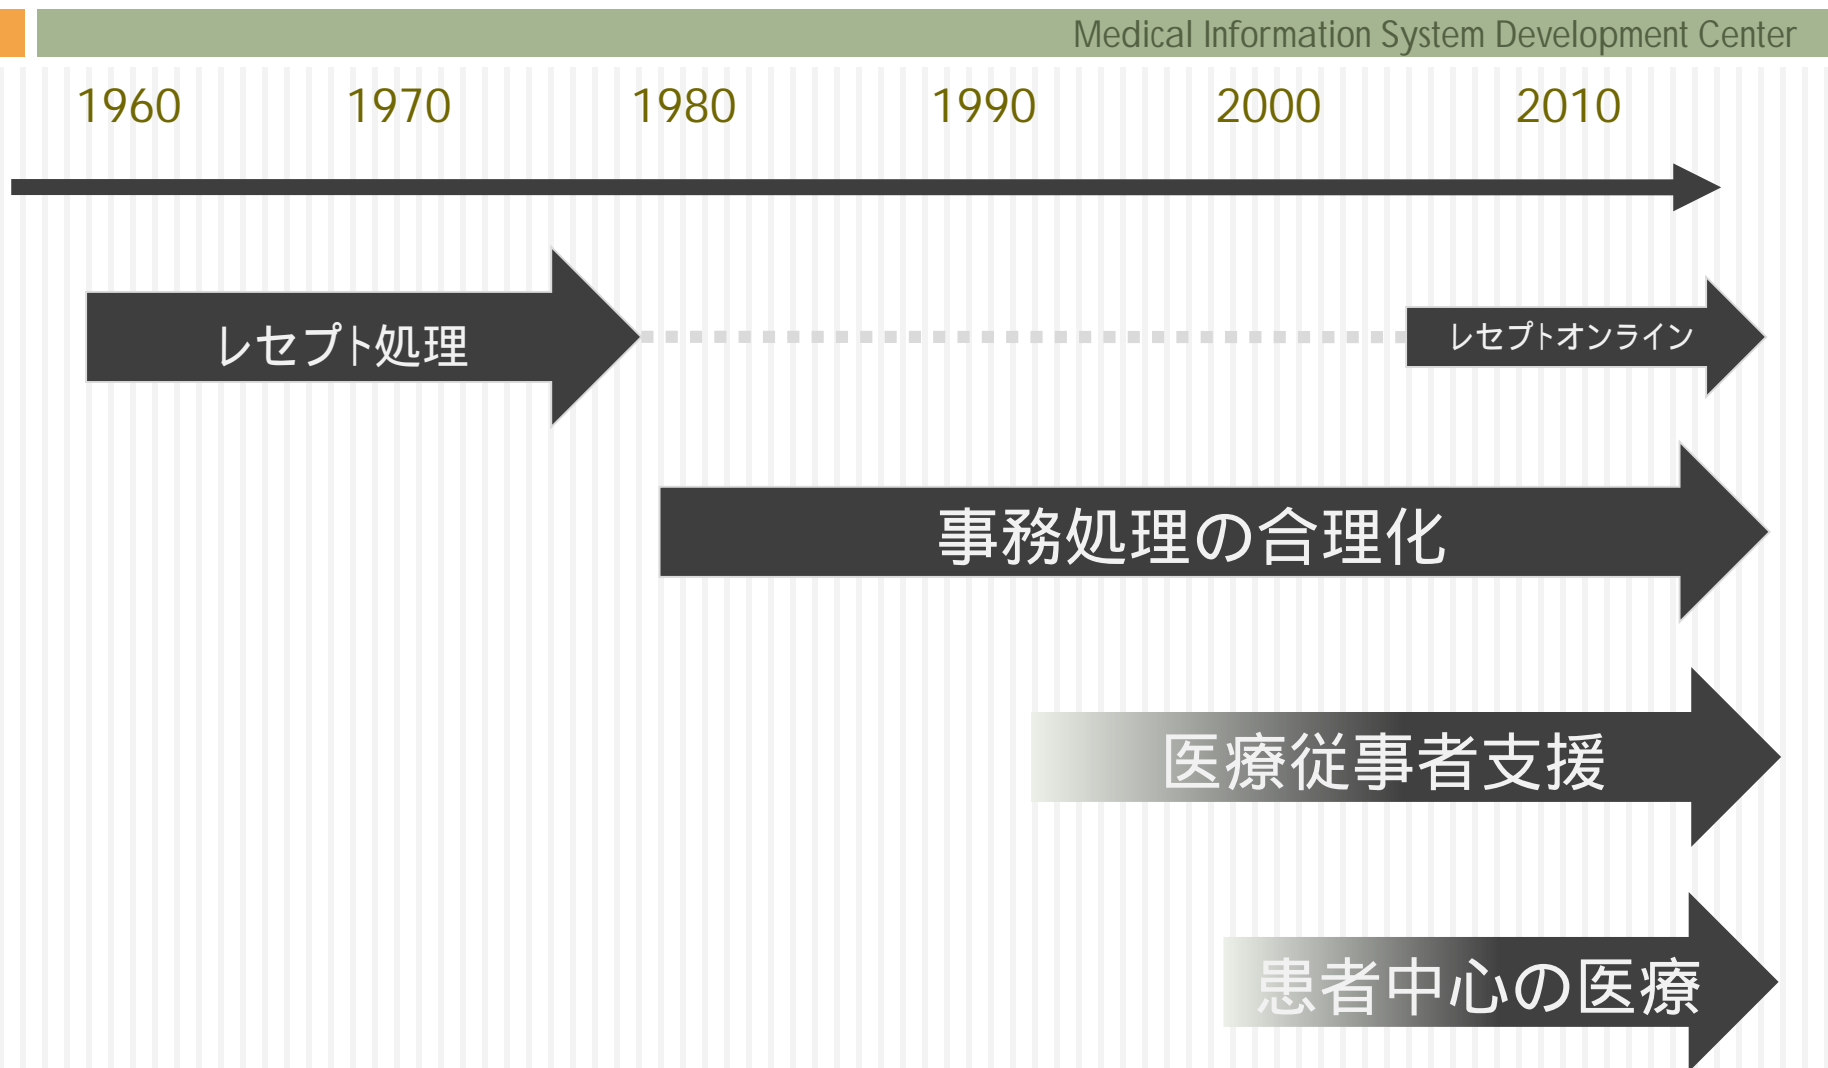 Medical Information System Development Center
1960 1970 1980 1990 2000 2010
レセプト処理 レセプトオンライン
事務処理の合理化
医療従事者支援
患者中心の医療